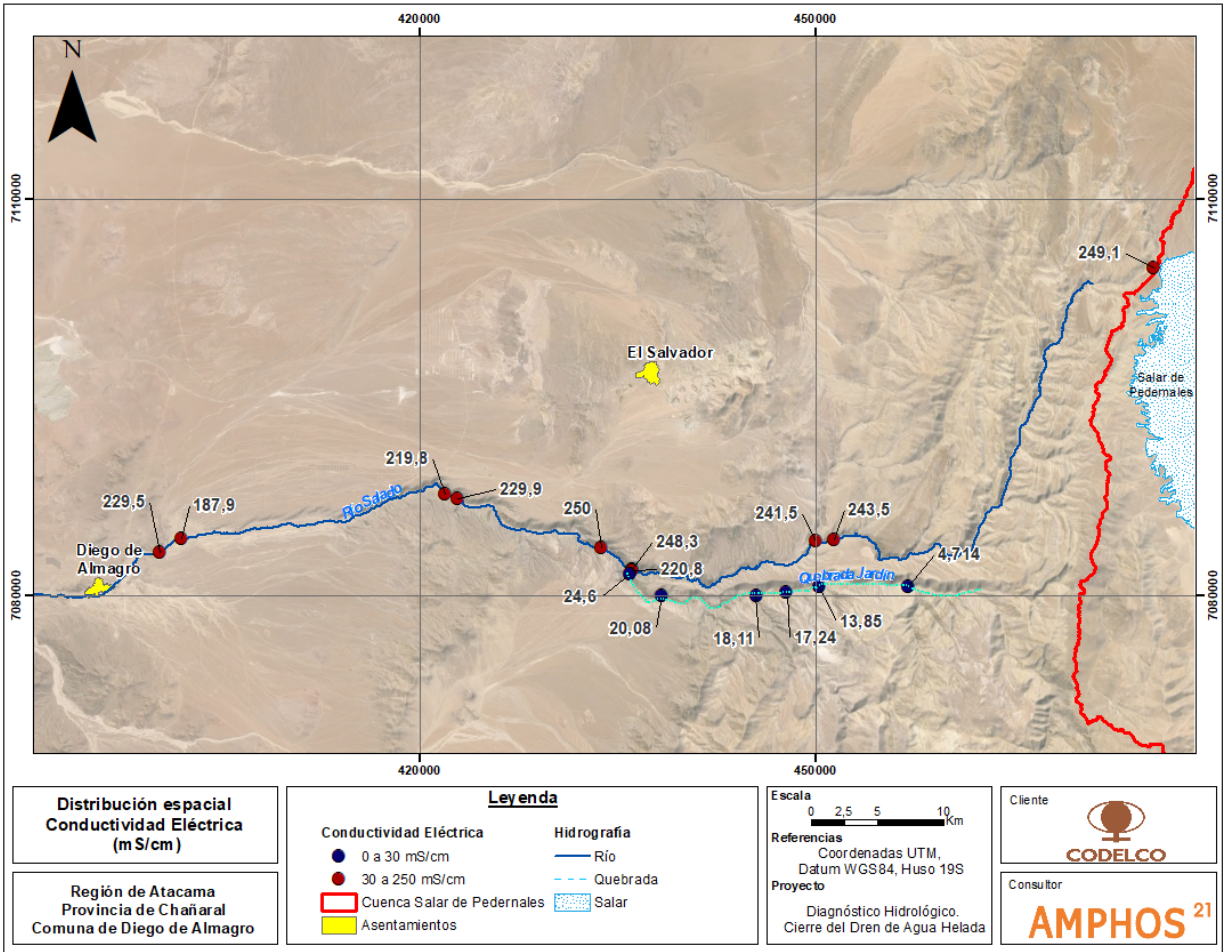 420000
450000
N
7110000
7110000
249,1
El Salvador
Salar de
Pedernales
219,8
229,5
187,9
Río Salado
229,9
250
241,5
243,5
248,3
220,8
4,714
Diego de
Almagro
Quebrada Jardín
24,6
7080000
7080000
20,08
18,11
17,24
13,85
420000
450000
Distribución espacial
Conductividad Eléctrica
(mS/cm)
Región de Atacama
Provincia de Chañaral
Comuna de Diego de Almagro
Leyenda
Conductividad Eléctrica
0 a 30 mS/cm
30 a 250 mS/cm
Cuenca Salar de Pedernales
Asentamientos
Hidrografía
Río
Quebrada
Salar
Escala
0 2,5 5 10
Km
Referencias
Coordenadas UTM,
Datum WGS84, Huso 19S
Proyecto
Diagnóstico Hidrológico.
Cierre del Dren de Agua Helada
Cliente
CODELCO
Consultor
AMPHOS 21